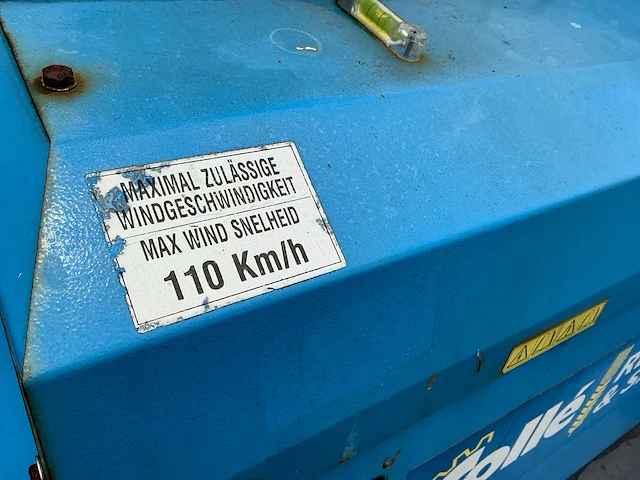 MAXIMAL ZULÄSSIGE
WINDGESCHWINDIGKEIT
MAX WIND SNELHEID
110 Km/h